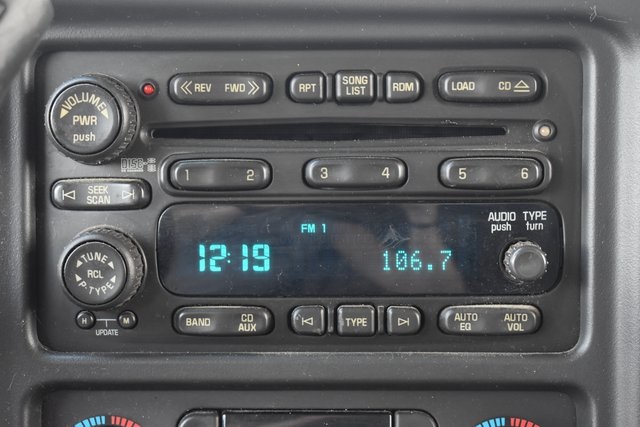 REV FWD
RPT
SONG
LIST
RDM
LOAD CD
VOLUME
PWR
push
DISC
1 2
3 4
5 6
SEEK
SCAN
FM 1
12:19
106.7
AUDIO TYPE
push turn
TUNE
RCL
P.TYPE
H M
UPDATE
BAND
CD
AUX
TYPE
AUTO
EQ
AUTO
VOL